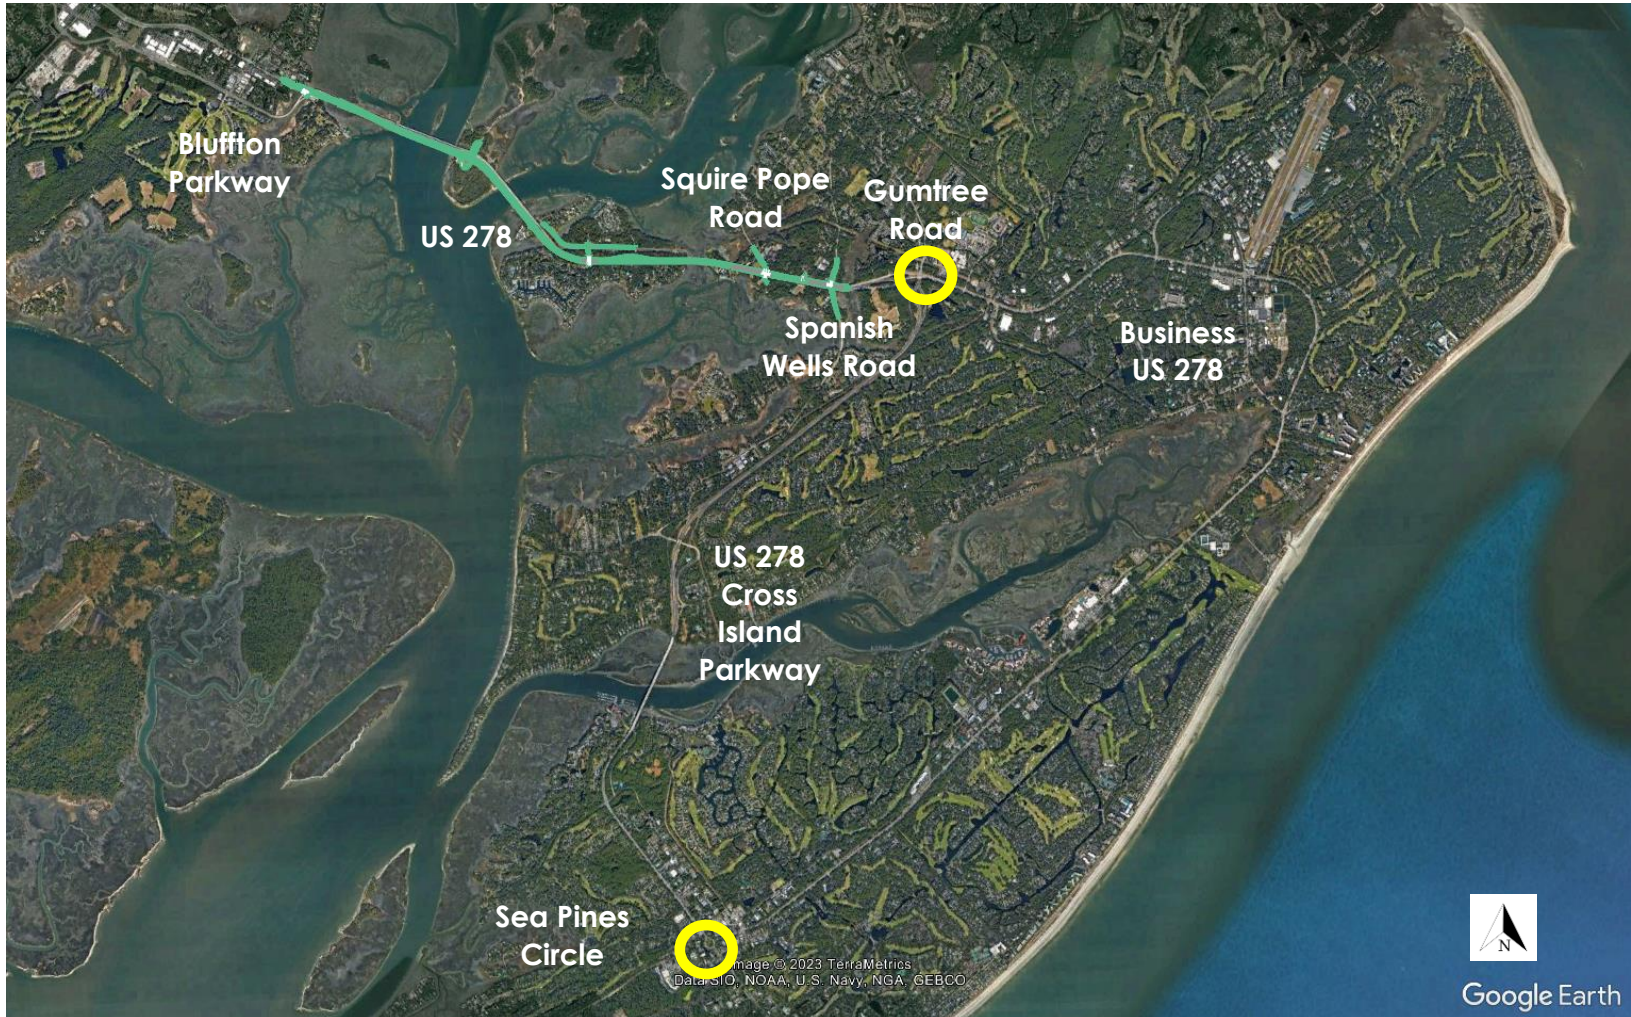 Bluffton
Parkway
US 278
Squire Pope
Road
Gumtree
Road
Spanish
Wells Road
Business
US 278
US 278
Cross
Island
Parkway
Sea Pines
Circle
Image © 2023 TerraMetrics
Data SIO, NOAA, U.S. Navy, NGA, GEBCO
N
Google Earth